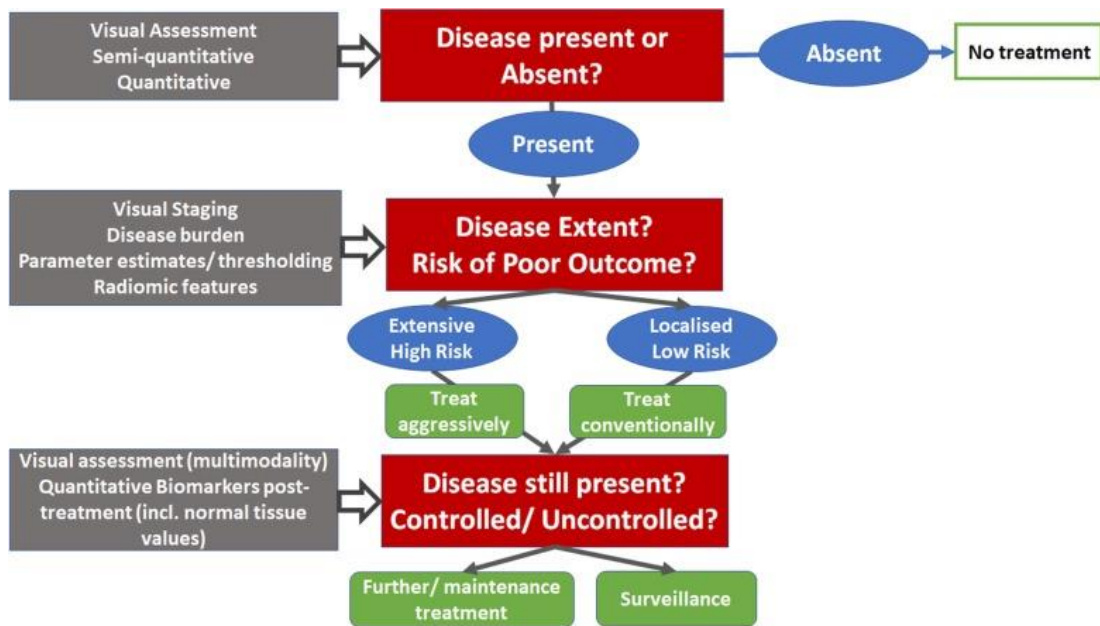 Visual Assessment
Semi-quantitative
Quantitative
Disease present or
Absent?
Absent
No treatment
Present
Visual Staging
Disease burden
Parameter estimates/ thresholding
Radiomic features
Disease Extent?
Risk of Poor Outcome?
Extensive
High Risk
Localised
Low Risk
Treat
aggressively
Treat
conventionally
Visual assessment (multimodality)
Quantitative Biomarkers post-
treatment (incl. normal tissue
values)
Disease still present?
Controlled/ Uncontrolled?
Further/ maintenance
treatment
Surveillance